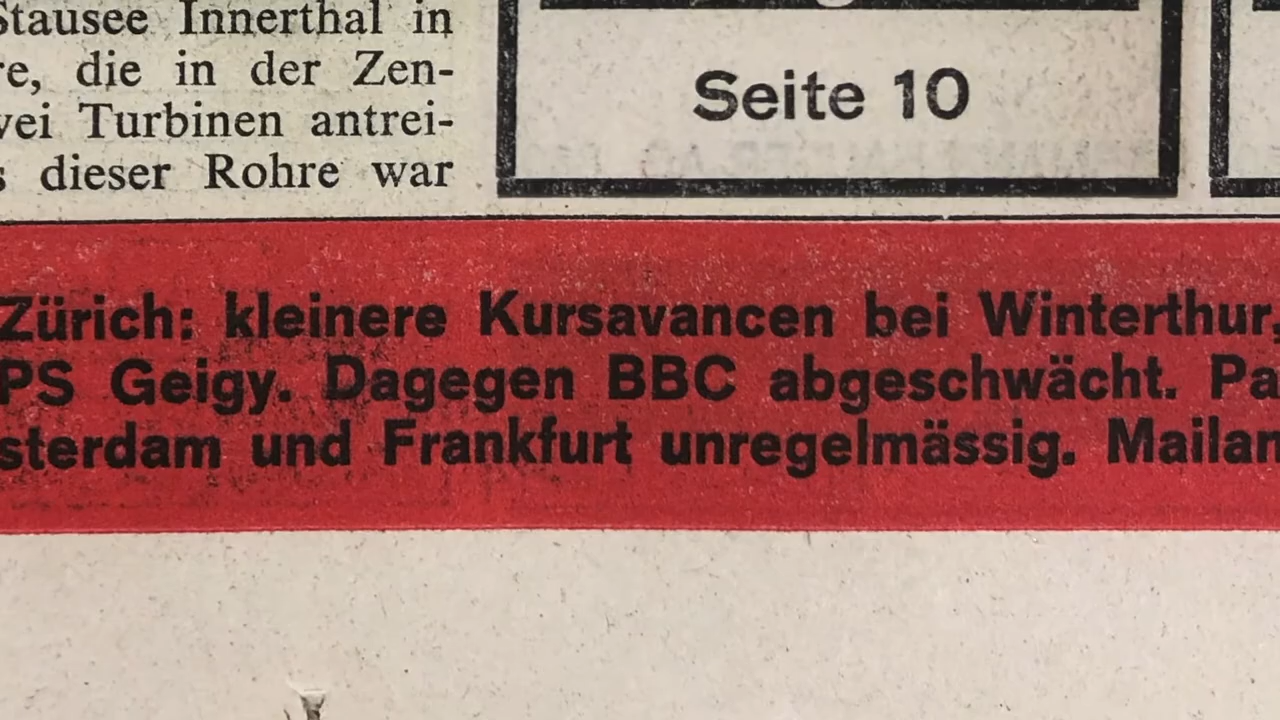 Stausee Innerthal in
re, die in der Zen-
vei Turbinen antrei-
s dieser Rohre war
Seite 10
Zürich: kleinere Kursavancen bei Winterthur,
PS Geigy. Dagegen BBC abgeschwächt. Pa
sterdam und Frankfurt unregelmässig. Mailan